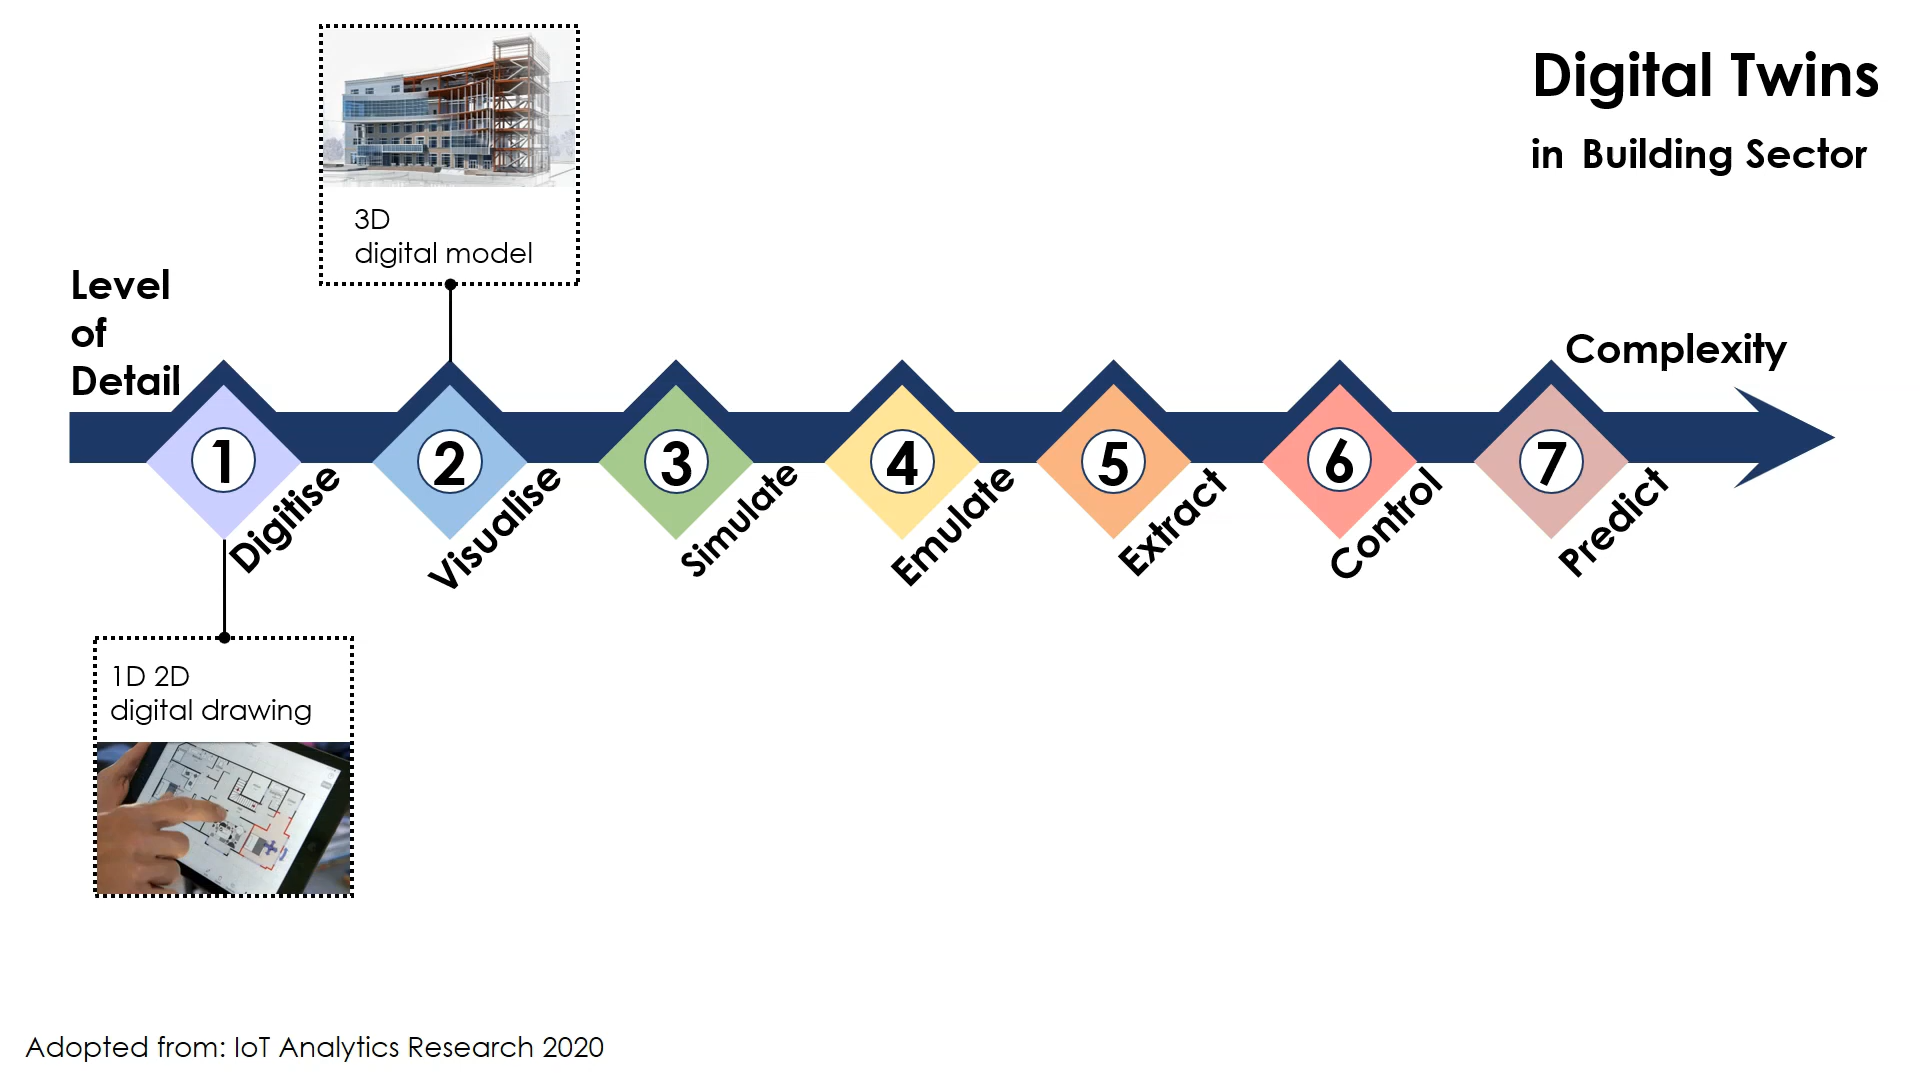 Digital Twins
in Building Sector
3D
digital model
Level
of
Detail
Complexity
1
2
3
4
5
6
7
Digitise
Visualise
Simulate
Emulate
Extract
Control
Predict
1D 2D
digital drawing
Adopted from: IoT Analytics Research 2020